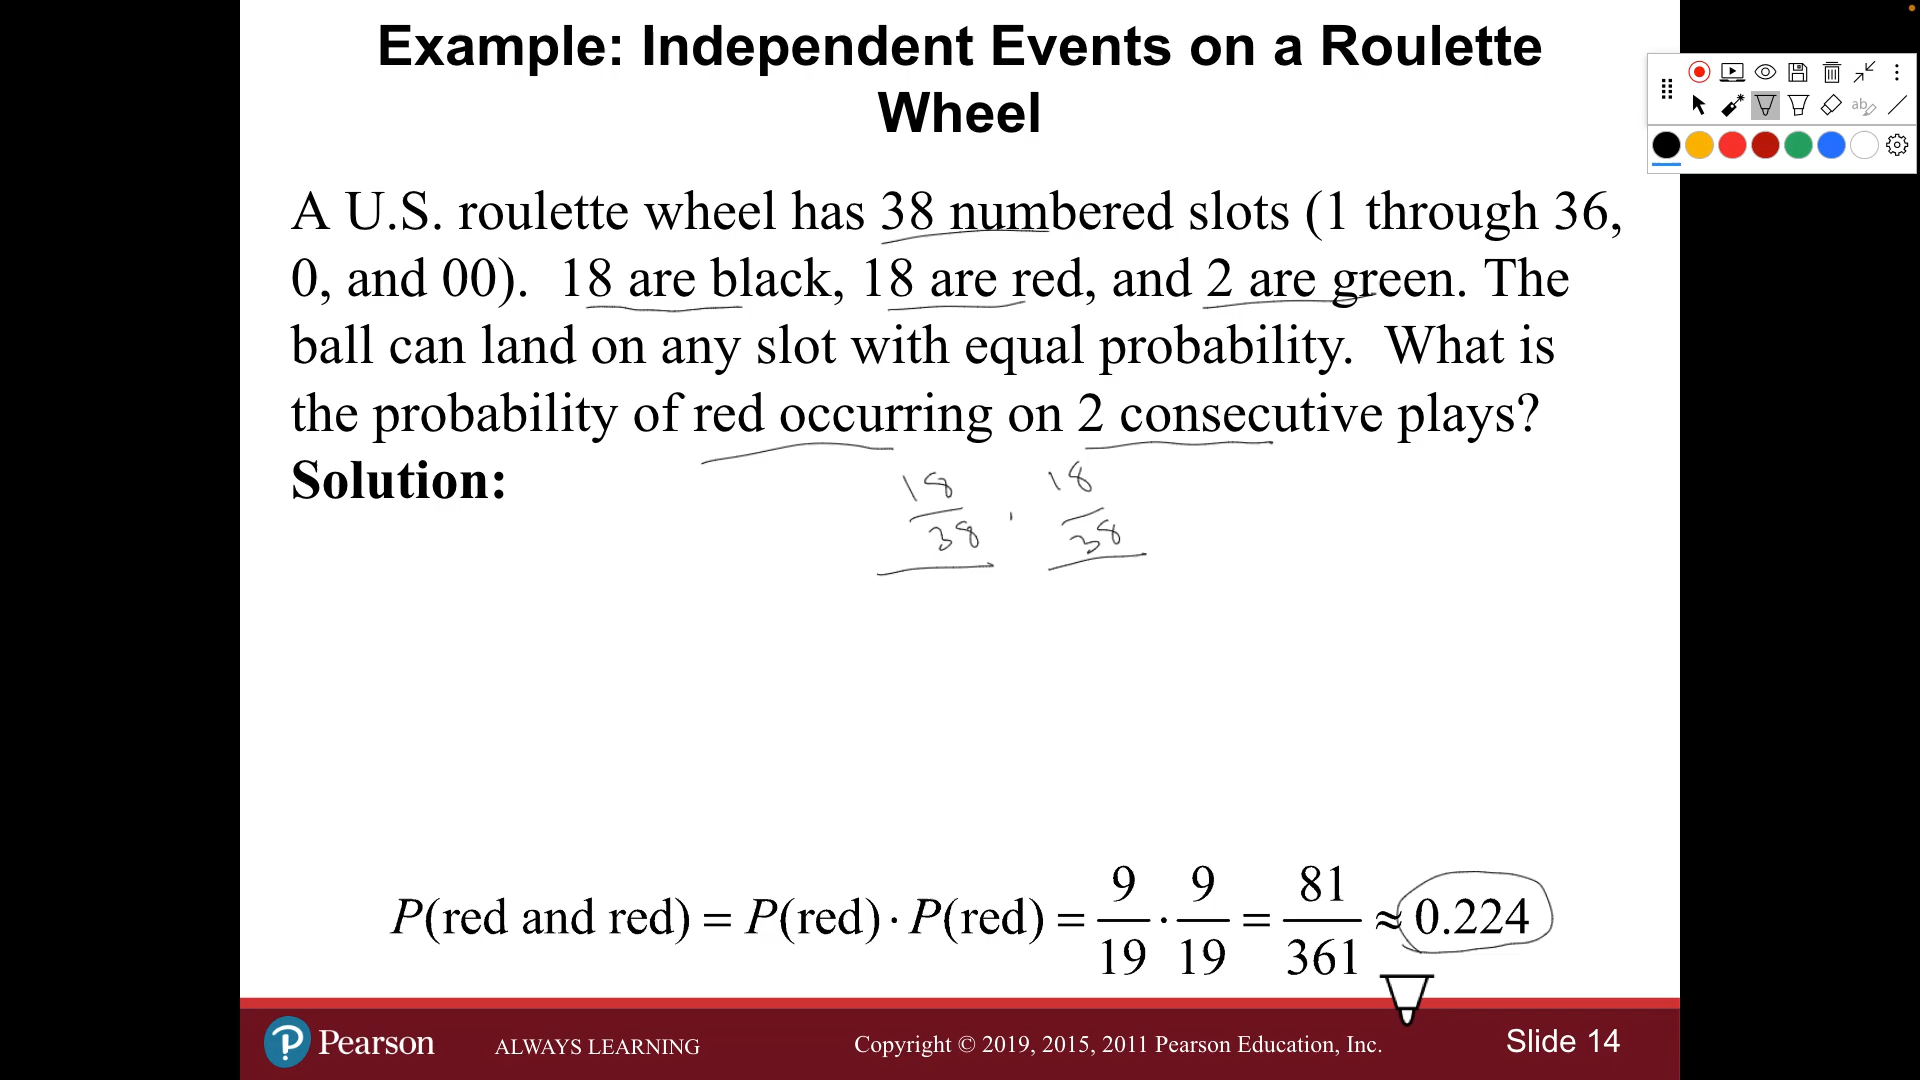 Example: Independent Events on a Roulette
Wheel
A U.S. roulette wheel has 38 numbered slots (1 through 36,
0, and 00). 18 are black, 18 are red, and 2 are green. The
ball can land on any slot with equal probability. What is
the probability of red occurring on 2 consecutive plays?
Solution:
18/38 · 18/38
P(red and red) = P(red) · P(red) = 9/19 · 9/19 = 81/361 ≈ 0.224
Pearson
ALWAYS LEARNING
Copyright © 2019, 2015, 2011 Pearson Education, Inc.
Slide 14
ab